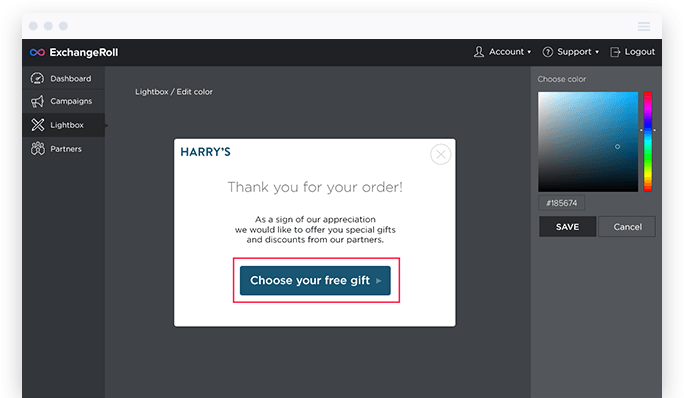 ExchangeRoll
Account
Support
Logout
Dashboard
Campaigns
Lightbox
Partners
Lightbox / Edit color
HARRY'S
Thank you for your order!
As a sign of our appreciation
we would like to offer you special gifts
and discounts from our partners.
Choose your free gift
Choose color
#185674
SAVE
Cancel